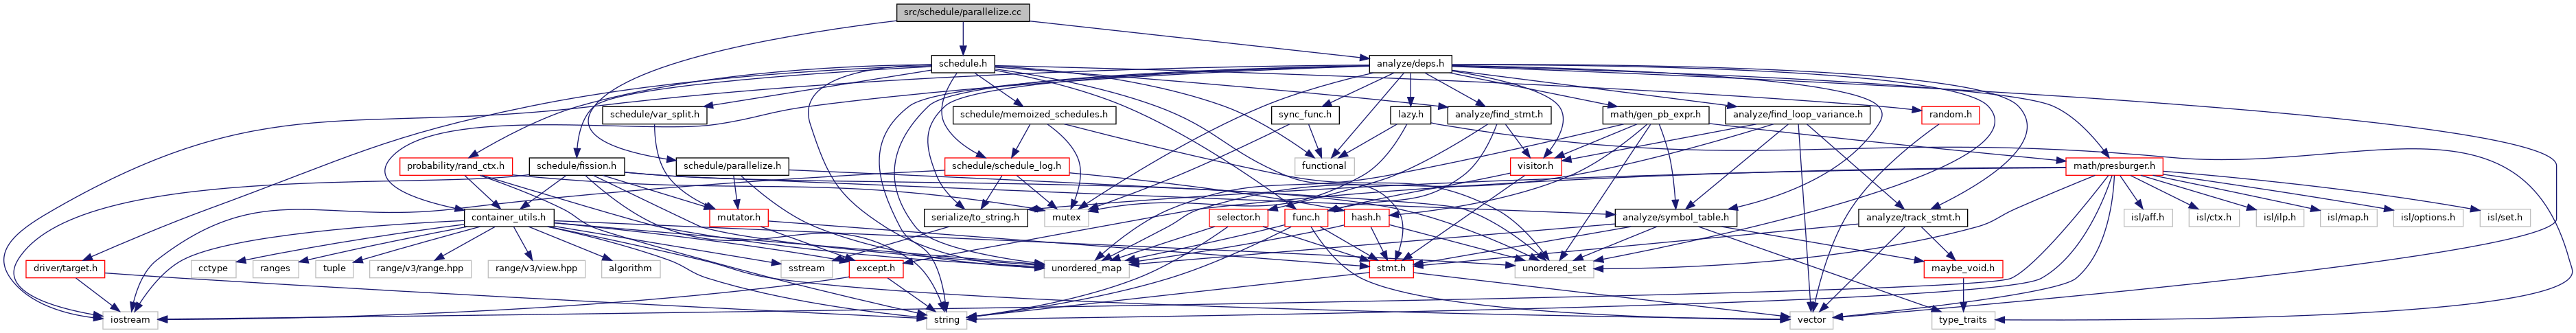 src/schedule/parallelize.cc
schedule.h
analyze/deps.h
schedule/var_split.h
schedule/memoized_schedules.h
analyze/find_stmt.h
sync_func.h
lazy.h
math/gen_pb_expr.h
analyze/find_loop_variance.h
random.h
probability/rand_ctx.h
schedule/fission.h
schedule/parallelize.h
schedule/schedule_log.h
functional
visitor.h
math/presburger.h
container_utils.h
mutator.h
serialize/to_string.h
mutex
selector.h
func.h
hash.h
analyze/symbol_table.h
analyze/track_stmt.h
isl/aff.h
isl/ctx.h
isl/ilp.h
isl/map.h
isl/options.h
isl/set.h
driver/target.h
cctype
ranges
tuple
range/v3/range.hpp
range/v3/view.hpp
algorithm
sstream
except.h
unordered_map
stmt.h
unordered_set
maybe_void.h
iostream
string
vector
type_traits